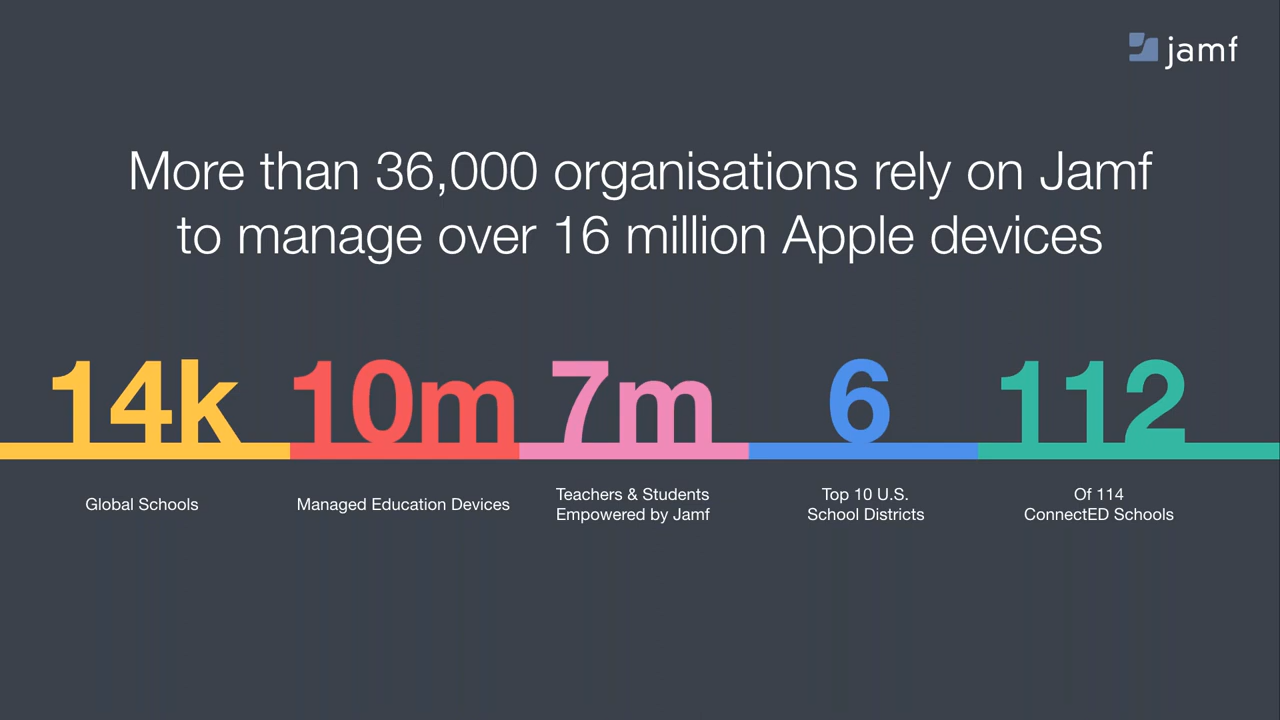 jamf
More than 36,000 organisations rely on Jamf
to manage over 16 million Apple devices
14k
Global Schools
10m
Managed Education Devices
7m
Teachers & Students
Empowered by Jamf
6
Top 10 U.S.
School Districts
112
Of 114
ConnectED Schools